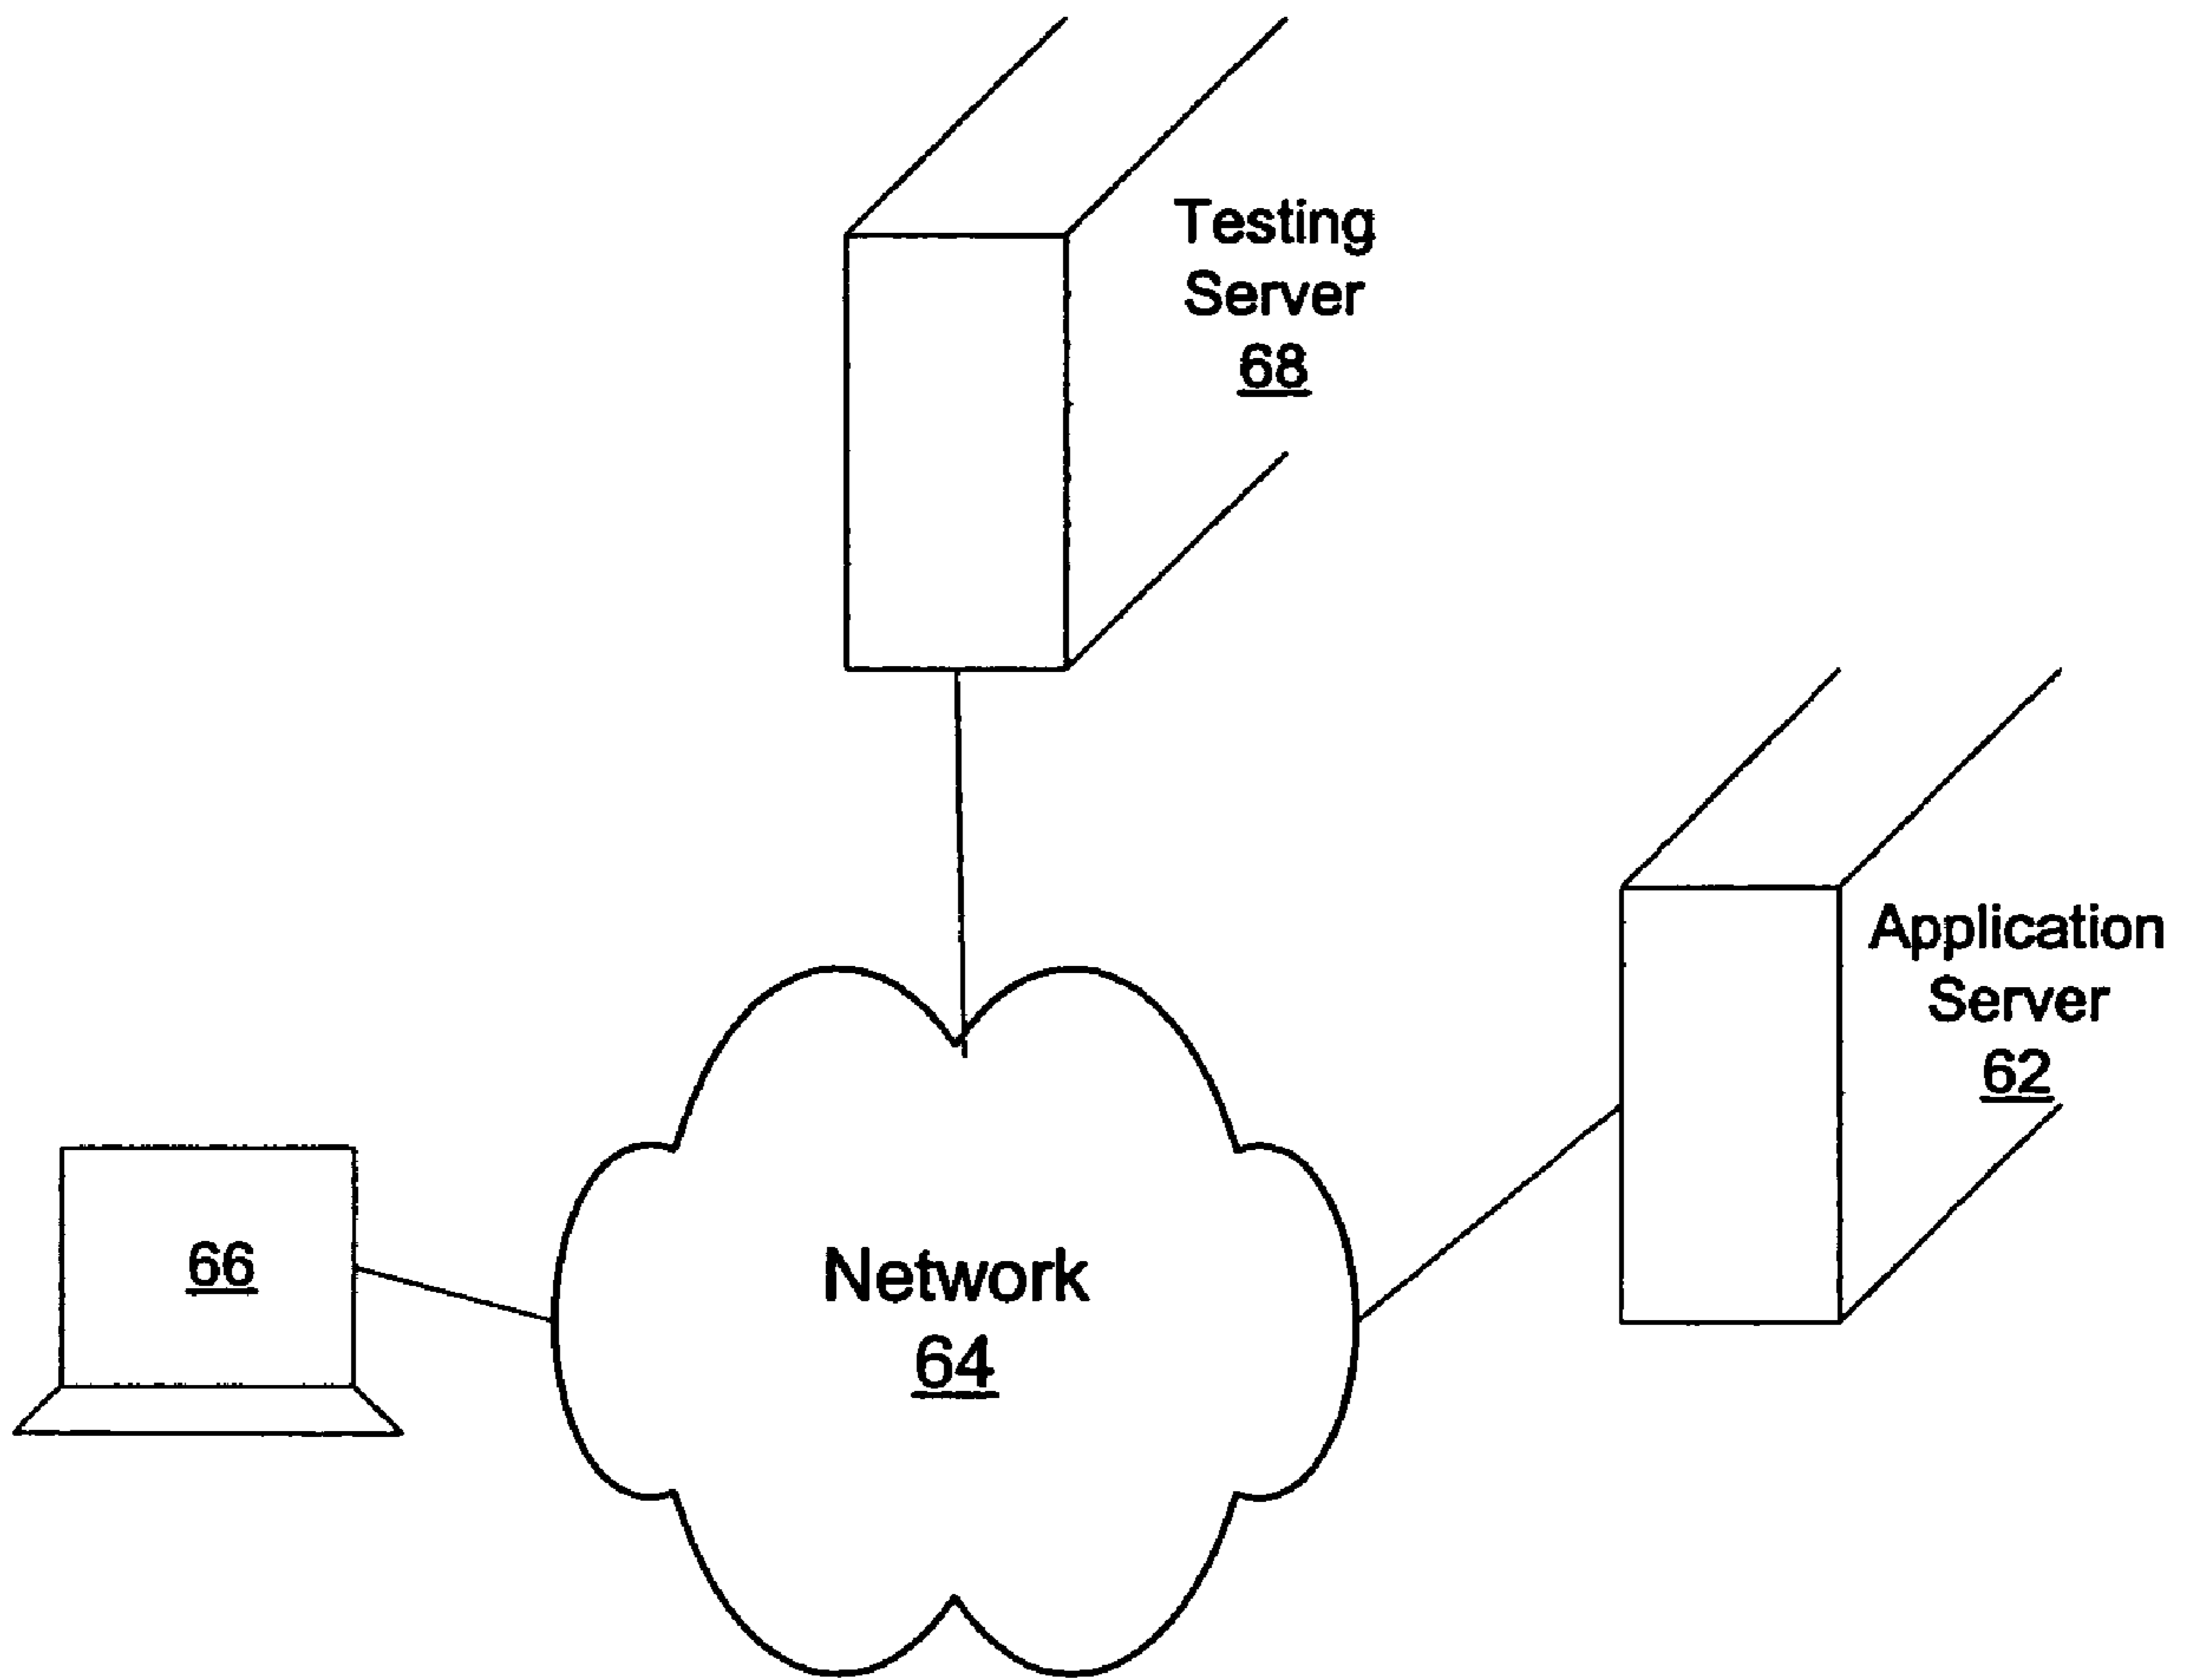 Testing
Server
68
Application
Server
62
66
Network
64